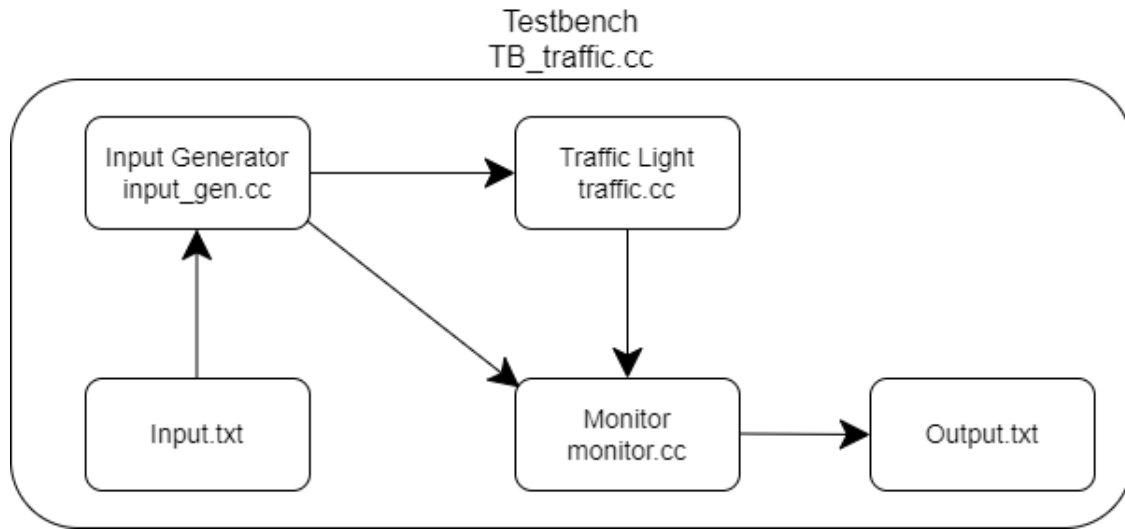 Testbench
TB_traffic.cc
Input Generator
input_gen.cc
Traffic Light
traffic.cc
Input.txt
Monitor
monitor.cc
Output.txt